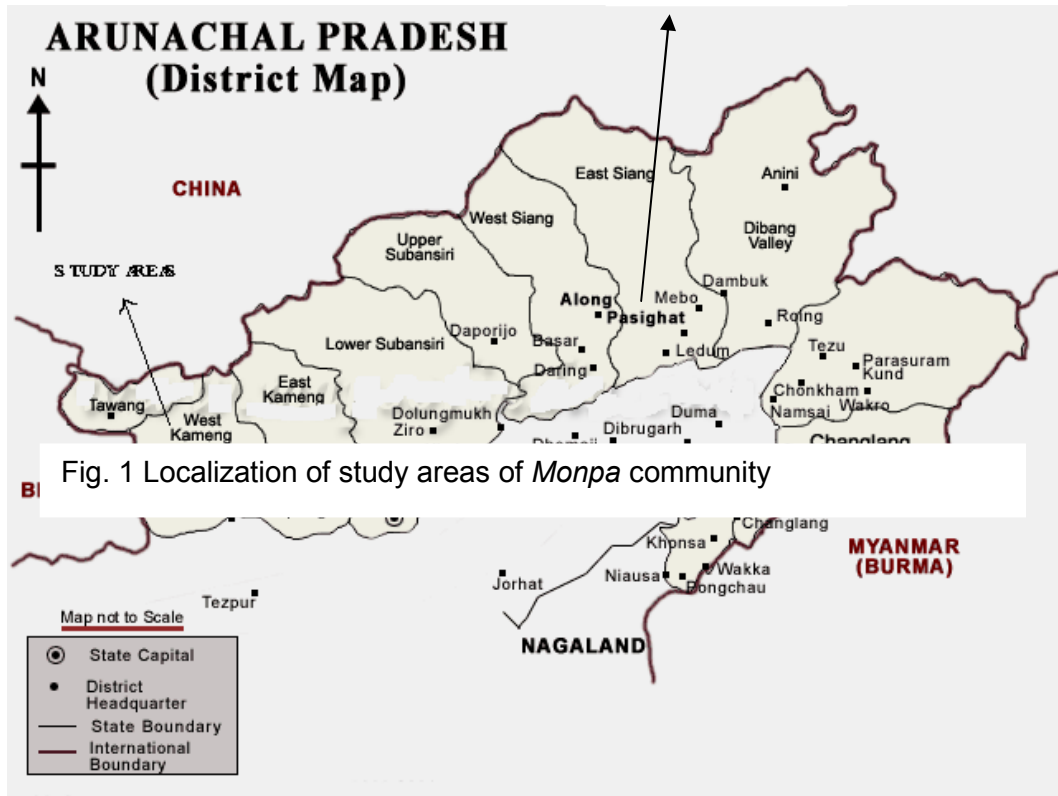 ARUNACHAL PRADESH
(District Map)
N
CHINA
STUDY AREAS
East Siang
Anini
West Siang
Upper
Subansiri
Dibang
Valley
Dambuk
Along
Mebo
Pasighat
Roing
Daporijo
Lower Subansiri
Basar
Ledum
Tezu
Parasuram
Kund
Daring
East
Kameng
Chonkham
Wakro
Tawang
Namsai
West
Kameng
Dolungmukh
Ziro
Duma
Dibrugarh
Changlang
Fig. 1 Localization of study areas of Monpa community
Changlang
Khonsa
MYANMAR
(BURMA)
Niausa
Wakka
Pongchau
Jorhat
Tezpur
NAGALAND
Map not to Scale
State Capital
District
Headquarter
State Boundary
International
Boundary